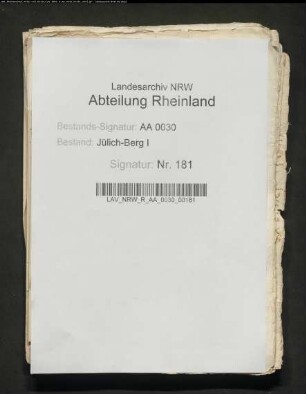 Landesarchiv NRW
Abteilung Rheinland
Bestands-Signatur: AA 0030
Bestand: Jülich-Berg I
Signatur: Nr. 181
LAV_NRW_R_AA_0030_00181